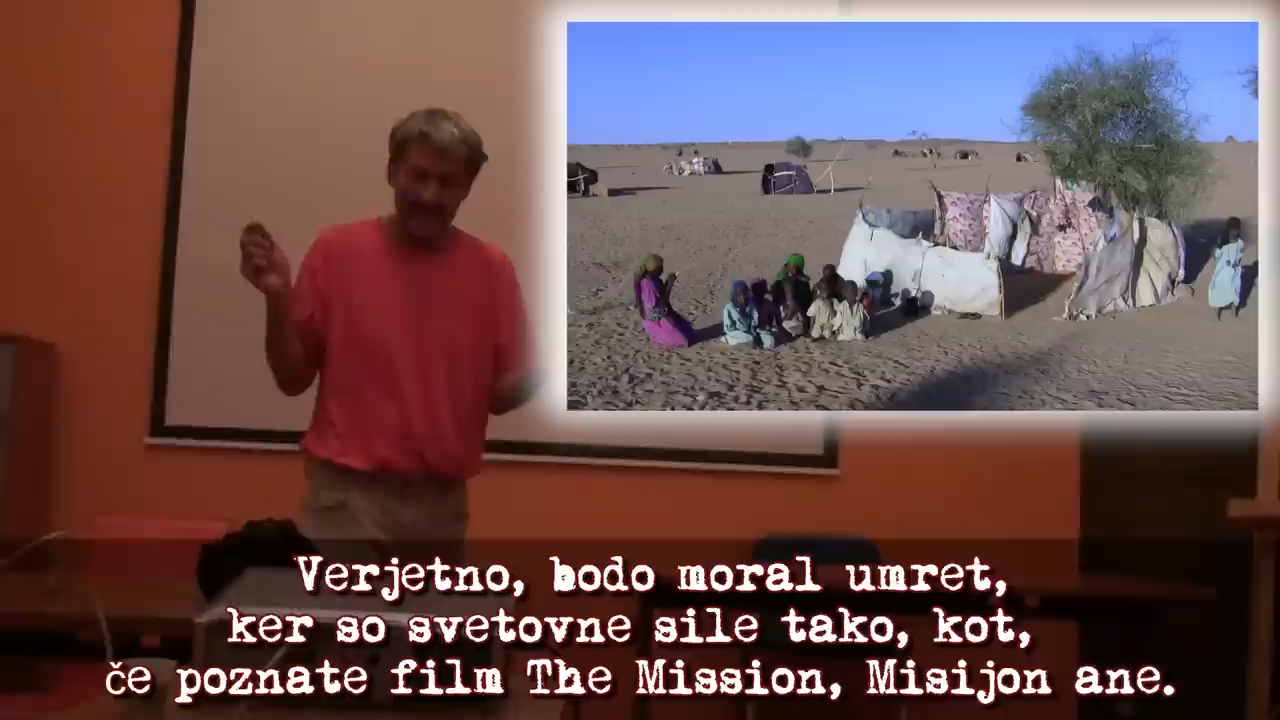 Verjetno, bodo moral umret,
ker so svetovne sile tako, kot,
če poznate film The Mission, Misijon ane.